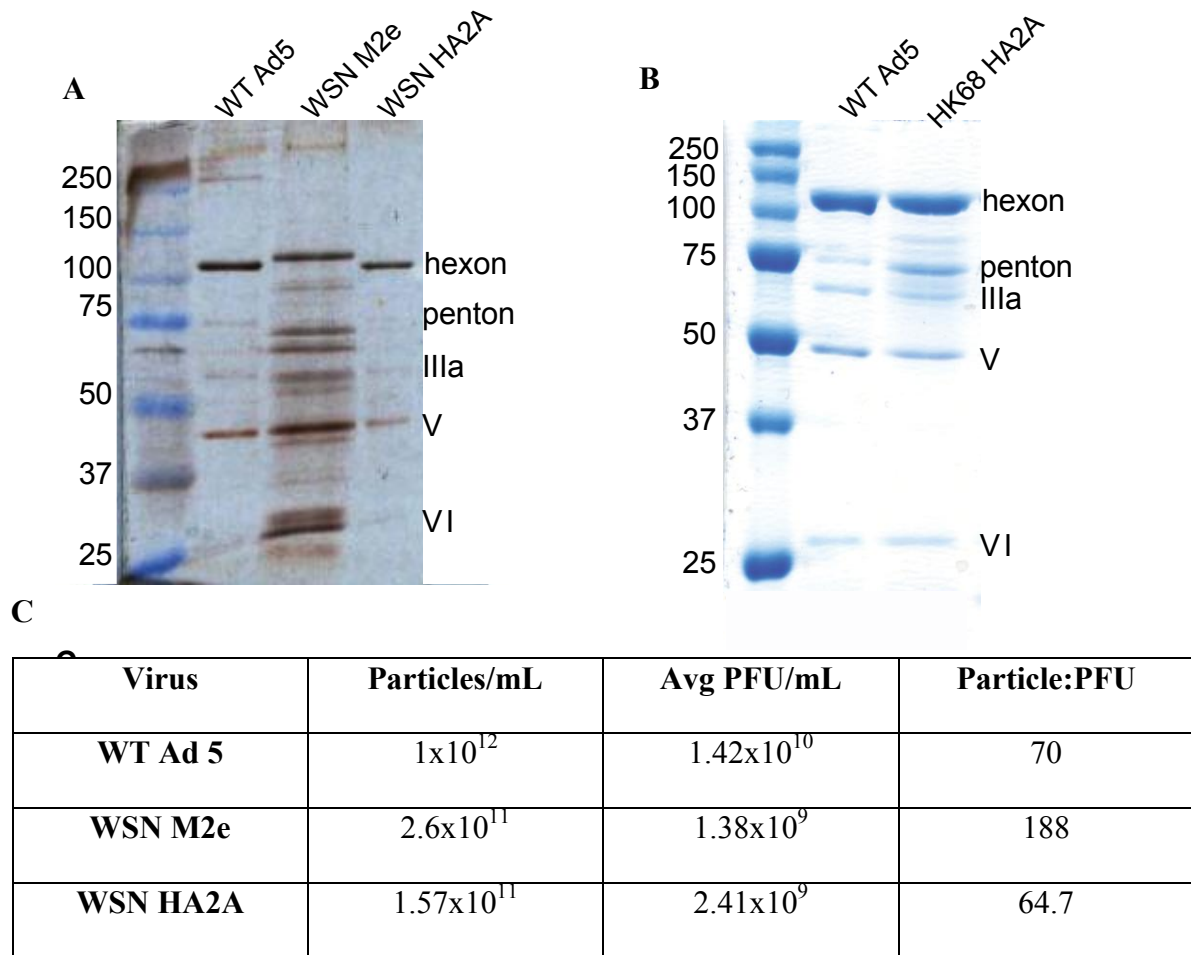 A
WT Ad5
WSN M2e
WSN HA2A
250
150
100
75
50
37
25
hexon
penton
IIIa
V
VI
B
WT Ad5
HK68 HA2A
250
150
100
75
50
37
25
hexon
penton
IIIa
V
VI
C
Virus Particles/mL Avg PFU/mL Particle:PFU
WT Ad 5 1x10^12 1.42x10^10 70
WSN M2e 2.6x10^11 1.38x10^9 188
WSN HA2A 1.57x10^11 2.41x10^9 64.7